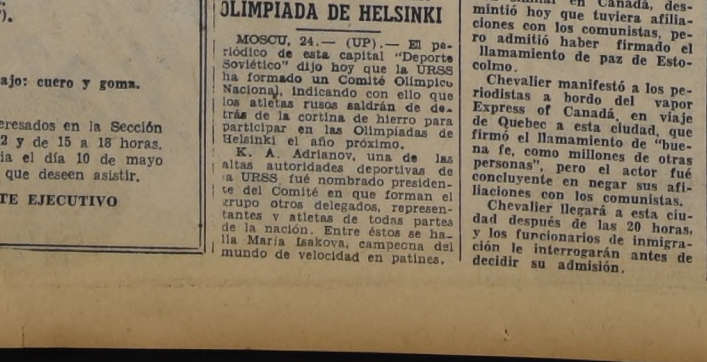 ).
ajo: cuero y goma.
eresados en la Sección
2 y de 15 a 18 horas.
ia el día 10 de mayo
que deseen asistir.
TE EJECUTIVO
OLIMPIADA DE HELSINKI
MOSCU, 24.— (UP).— El pe-
riódico de esta capital "Deporte
Soviético" dijo hoy que la URSS
ha formado un Comité Olímpico
Nacional, indicando con ello que
los atletas rusos saldrán de de-
trás de la cortina de hierro para
participar en las Olimpíadas de
Helsinki el año próximo.
K. A. Adrianov, una de las
altas autoridades deportivas de
a URSS, fué nombrado presiden-
te del Comité en que forman el
grupo otros delegados, represen-
tantes y atletas de todas partes
de la nación. Entre éstos se ha-
lla María Isakova, campeona del
mundo de velocidad en patines.
en Canadá, des-
mintió hoy que tuviera afilia-
ciones con los comunistas, pe-
ro admitió haber firmado el
llamamiento de paz de Esto-
colmo.
Chevalier manifestó a los pe-
riodistas a bordo del vapor
Express of Canadá, en viaje
de Quebec a esta ciudad, que
firmó el llamamiento de "bue-
na fe, como millones de otras
personas", pero el actor fué
concluyente en negar sus afi-
liaciones con los comunistas.
Chevalier llegará a esta ciu-
dad después de las 20 horas,
y los funcionarios de inmigra-
ción le interrogarán antes de
decidir su admisión.